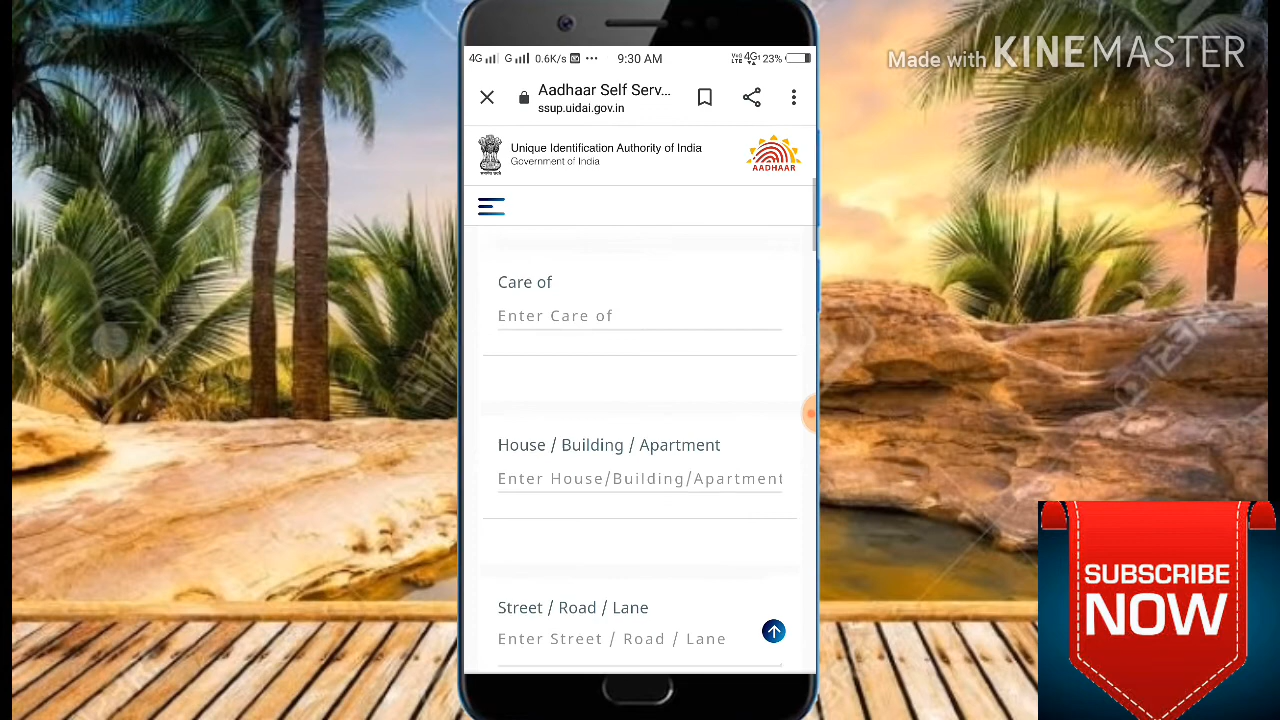 Made with KINEMASTER
4G G 0.6K/s 9:30 AM 4G 23%
Aadhaar Self Serv...
ssup.uidai.gov.in
Unique Identification Authority of India
Government of India
AADHAAR
Care of
Enter Care of
House / Building / Apartment
Enter House/Building/Apartment
Street / Road / Lane
Enter Street / Road / Lane
SUBSCRIBE
NOW